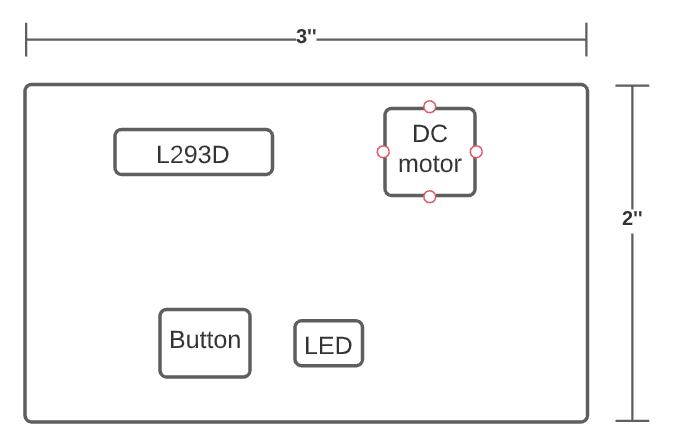 3''
L293D
DC
motor
2''
Button
LED